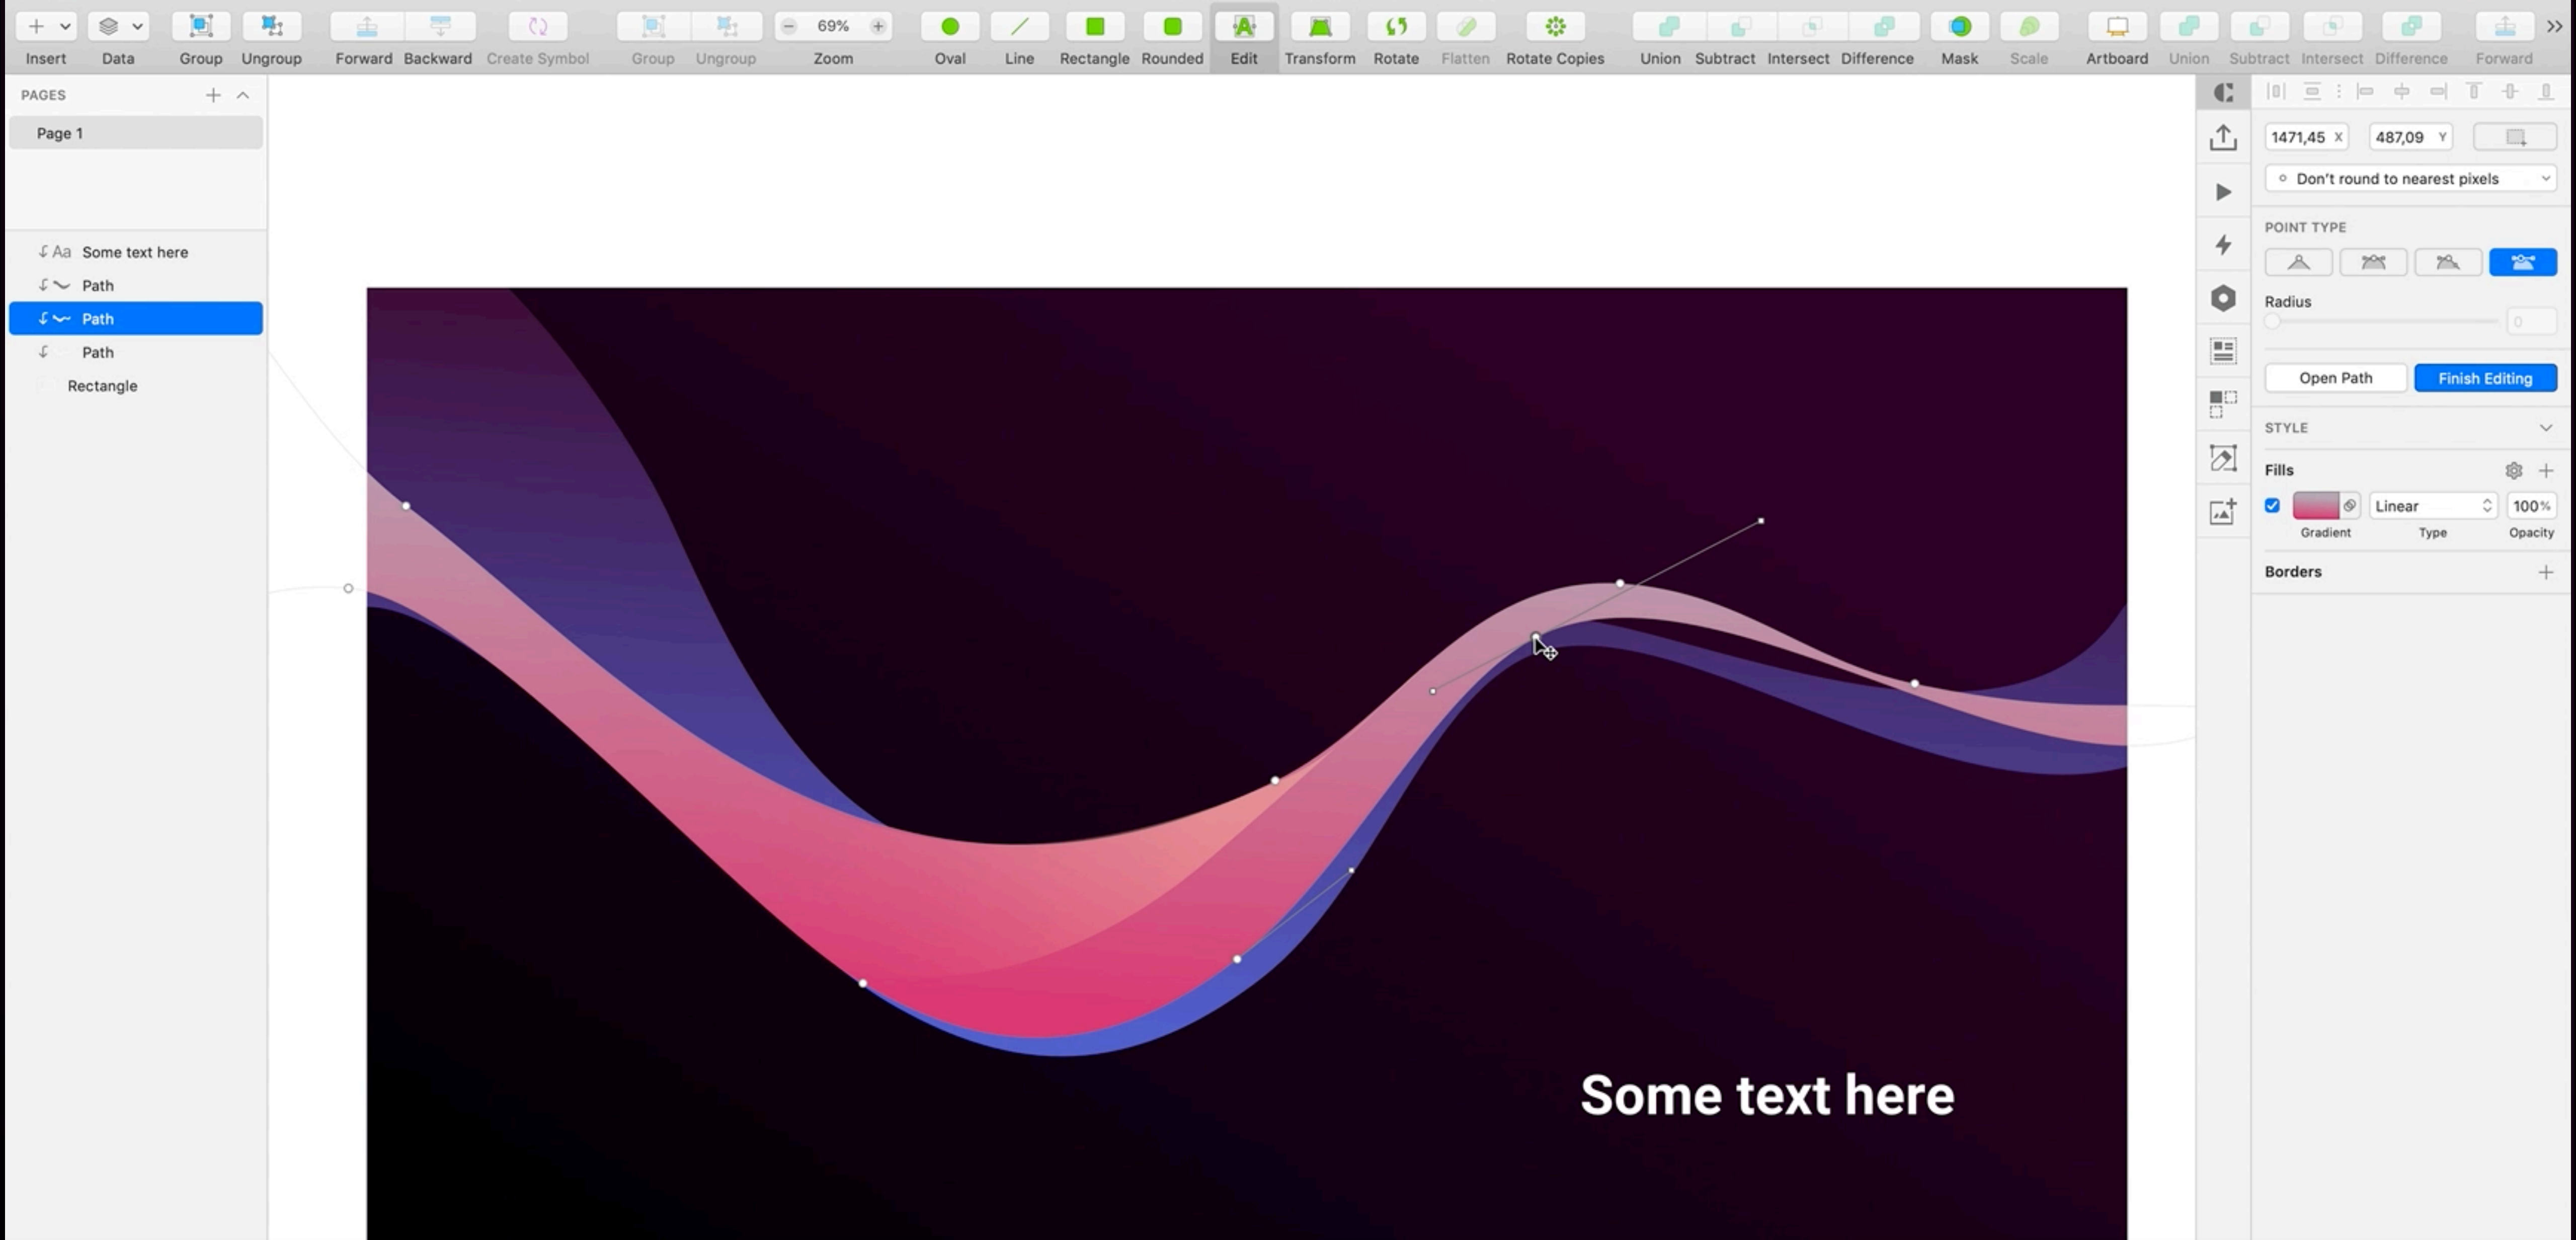 69%
Insert Data Group Ungroup Forward Backward Create Symbol Group Ungroup Zoom Oval Line Rectangle Rounded Edit Transform Rotate Flatten Rotate Copies Union Subtract Intersect Difference Mask Scale Artboard Union Subtract Intersect Difference Forward
PAGES
Page 1
Aa Some text here
Path
Path
Path
Rectangle
Some text here
1471,45 X 487,09 Y
Don't round to nearest pixels
POINT TYPE
Radius
0
Open Path Finish Editing
STYLE
Fills
Linear 100%
Gradient Type Opacity
Borders